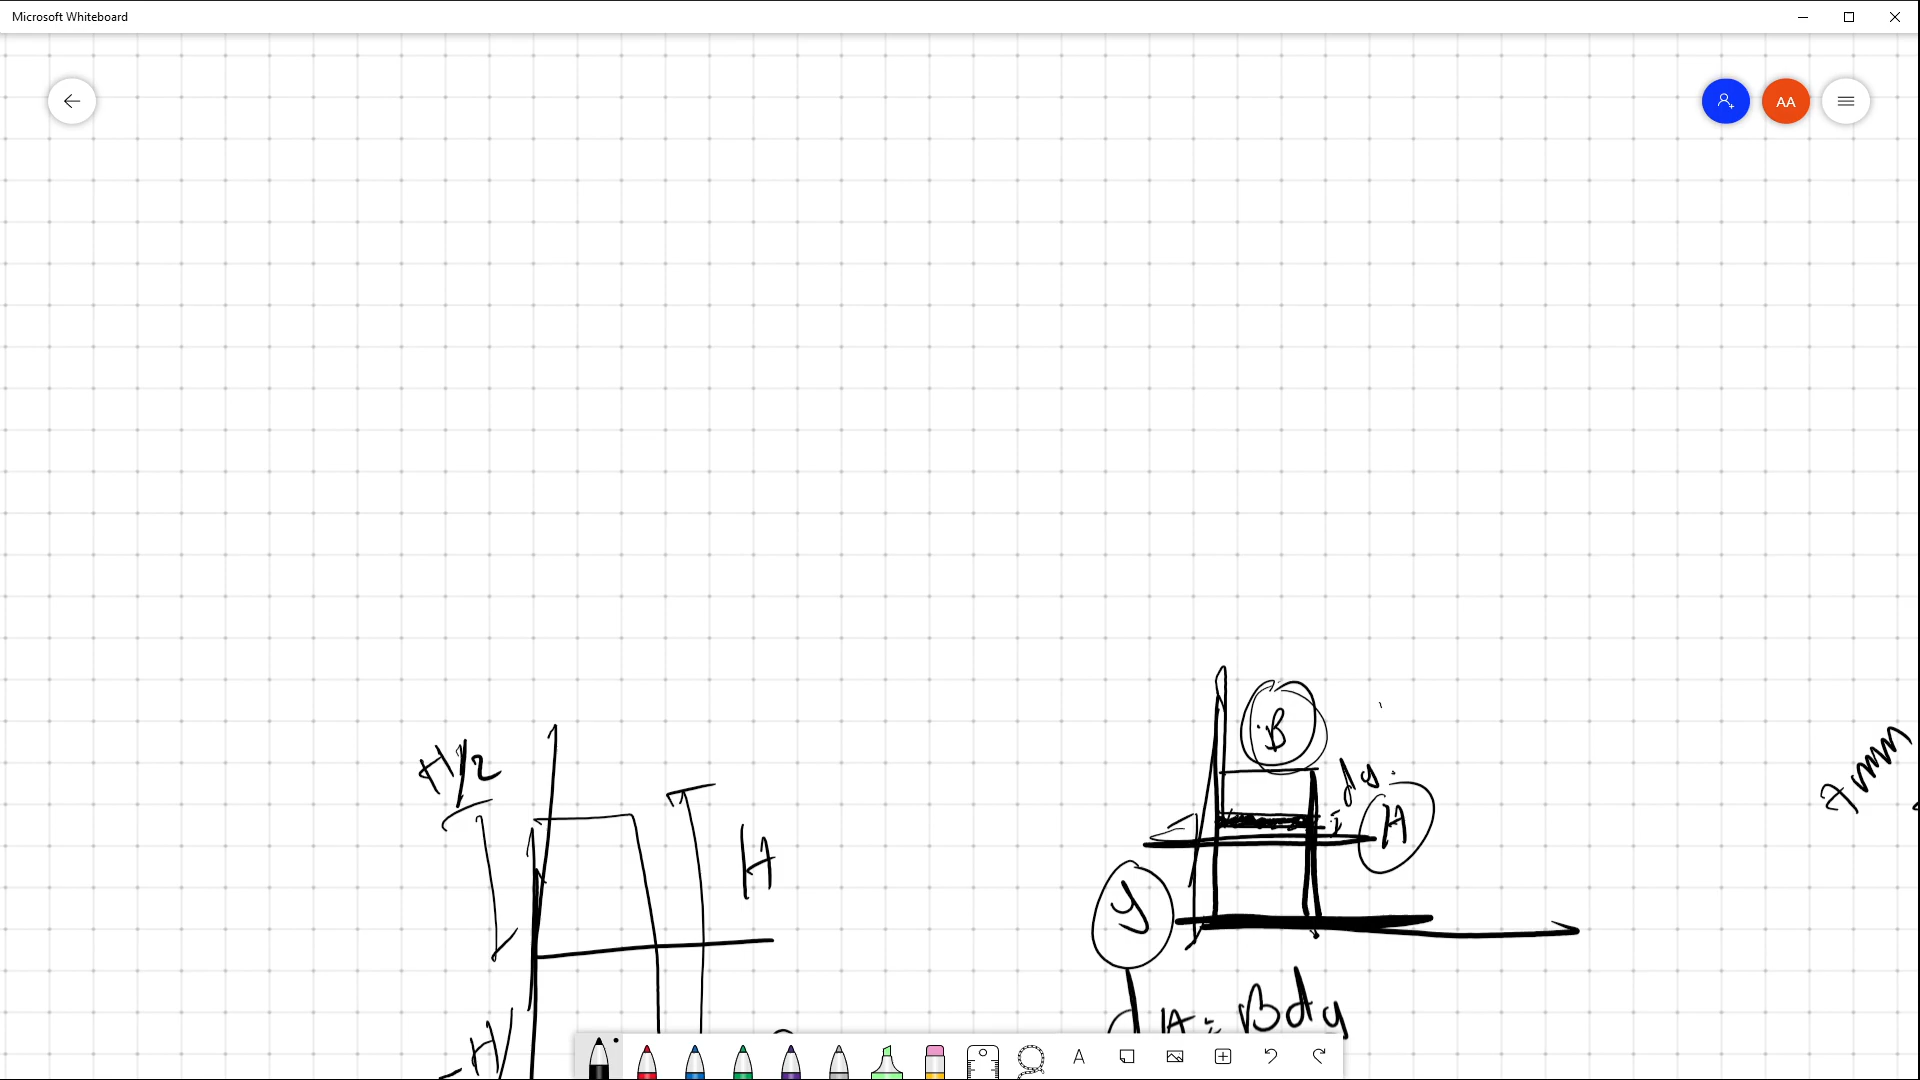 Microsoft Whiteboard
AA
B
H/2
dy
H
H
y
dA = Bdy
-H/
A